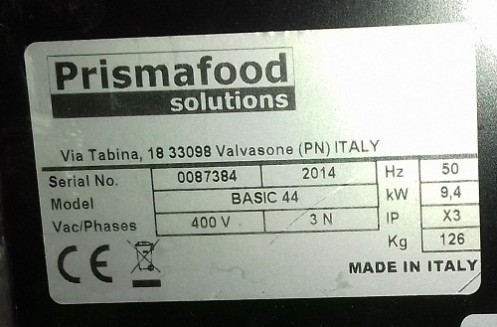 Prismafood
solutions
Via Tabina, 18 33098 Valvasone (PN) ITALY
Serial No. 0087384 2014 Hz 50
Model BASIC 44 kW 9,4
Vac/Phases 400 V 3 N IP X3
Kg 126
CE
MADE IN ITALY